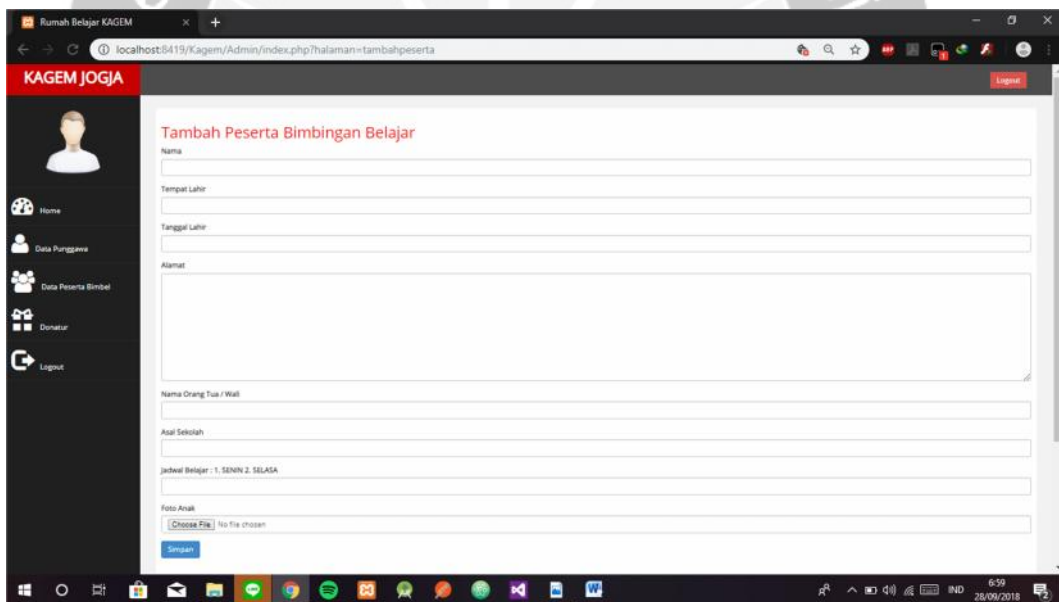 Rumah Belajar KAGEM
localhost:8419/Kagem/Admin/index.php?halaman=tambahpeserta
KAGEM JOGJA
Logout
Tambah Peserta Bimbingan Belajar
Nama
Tempat Lahir
Home
Tanggal Lahir
Data Punggawa
Alamat
Data Peserta Bimbel
Donatur
Logout
Nama Orang Tua / Wali
Asal Sekolah
Jadwal Belajar : 1. SENIN 2. SELASA
Foto Anak
Choose File No file chosen
Simpan
IND
6:59
28/09/2018